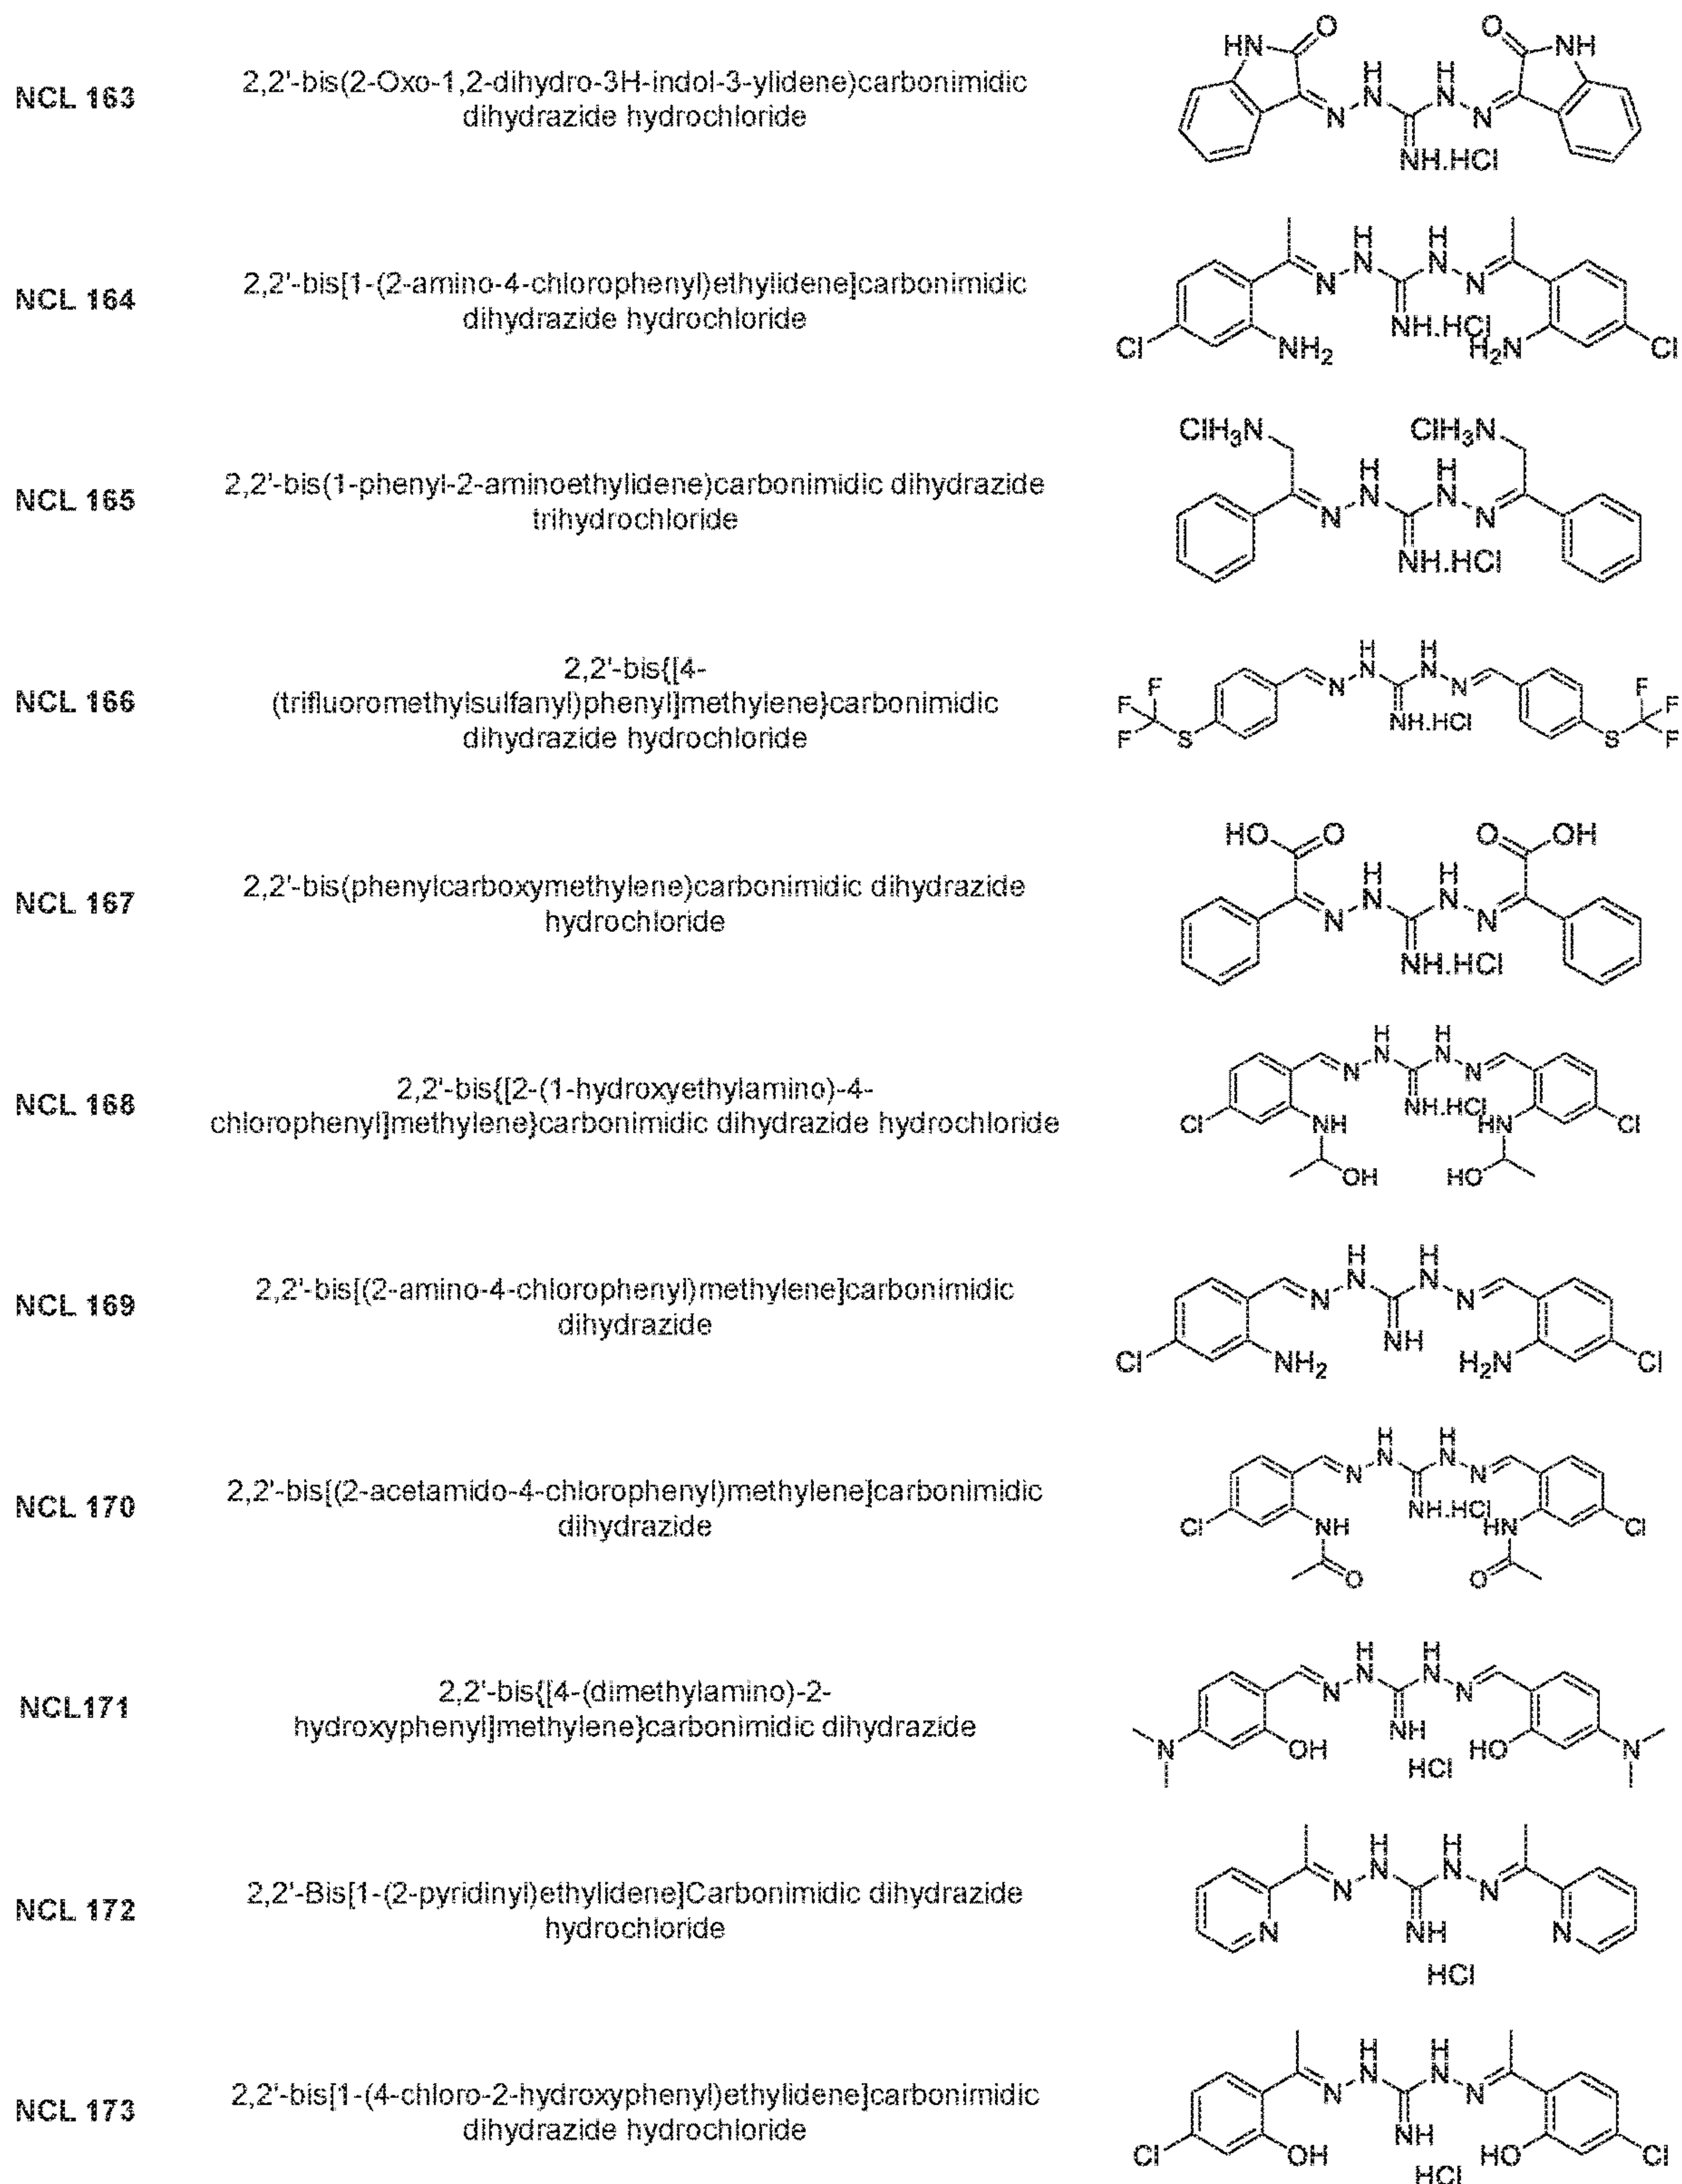 NCL 163
2,2'-bis(2-Oxo-1,2-dihydro-3H-indol-3-ylidene)carbonimidic
dihydrazide hydrochloride
HN O O NH
H H
N N
N N
NH.HCl
NCL 164
2,2'-bis[1-(2-amino-4-chlorophenyl)ethylidene]carbonimidic
dihydrazide hydrochloride
H H
N N
N N
NH.HCl
Cl NH2 H2N Cl
NCL 165
2,2'-bis(1-phenyl-2-aminoethylidene)carbonimidic dihydrazide
trihydrochloride
ClH3N ClH3N
H H
N N
N N
NH.HCl
NCL 166
2,2'-bis{[4-
(trifluoromethylsulfanyl)phenyl]methylene}carbonimidic
dihydrazide hydrochloride
H H
N N
F N N F
F NH.HCl F
F S S F
NCL 167
2,2'-bis(phenylcarboxymethylene)carbonimidic dihydrazide
hydrochloride
HO O O OH
H H
N N
N N
NH.HCl
NCL 168
2,2'-bis{[2-(1-hydroxyethylamino)-4-
chlorophenyl]methylene}carbonimidic dihydrazide hydrochloride
H H
N N
N N
NH.HCl
Cl NH HN Cl
OH HO
NCL 169
2,2'-bis[(2-amino-4-chlorophenyl)methylene]carbonimidic
dihydrazide
H H
N N
N N
NH
Cl NH2 H2N Cl
NCL 170
2,2'-bis[(2-acetamido-4-chlorophenyl)methylene]carbonimidic
dihydrazide
H H
N N
N N
NH.HCl
Cl NH HN Cl
O O
NCL171
2,2'-bis{[4-(dimethylamino)-2-
hydroxyphenyl]methylene}carbonimidic dihydrazide
H H
N N
N N
NH
N OH HO N
HCl
NCL 172
2,2'-Bis[1-(2-pyridinyl)ethylidene]Carbonimidic dihydrazide
hydrochloride
H H
N N
N N
N NH N
HCl
NCL 173
2,2'-bis[1-(4-chloro-2-hydroxyphenyl)ethylidene]carbonimidic
dihydrazide hydrochloride
H H
N N
N N
NH
Cl OH HO Cl
HCl